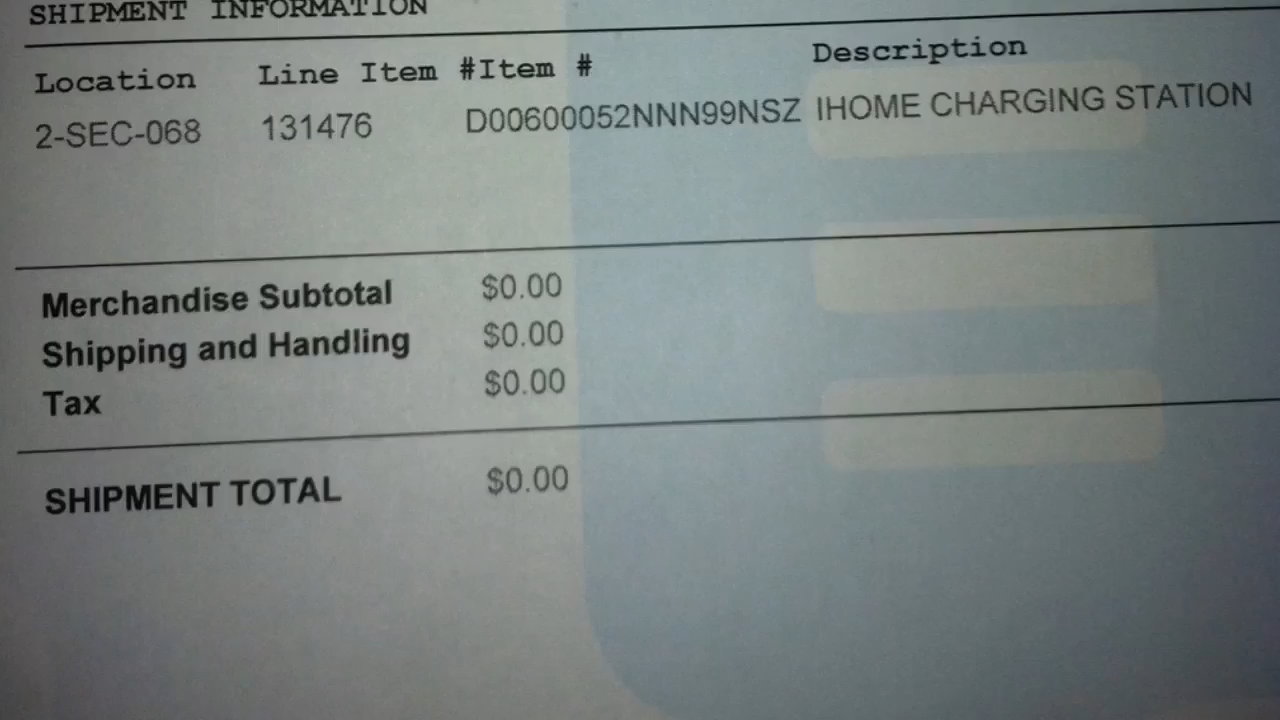 SHIPMENT INFORMATION
Location Line Item #Item # Description
2-SEC-068 131476 D00600052NNN99NSZ IHOME CHARGING STATION
Merchandise Subtotal $0.00
Shipping and Handling $0.00
Tax $0.00
SHIPMENT TOTAL $0.00